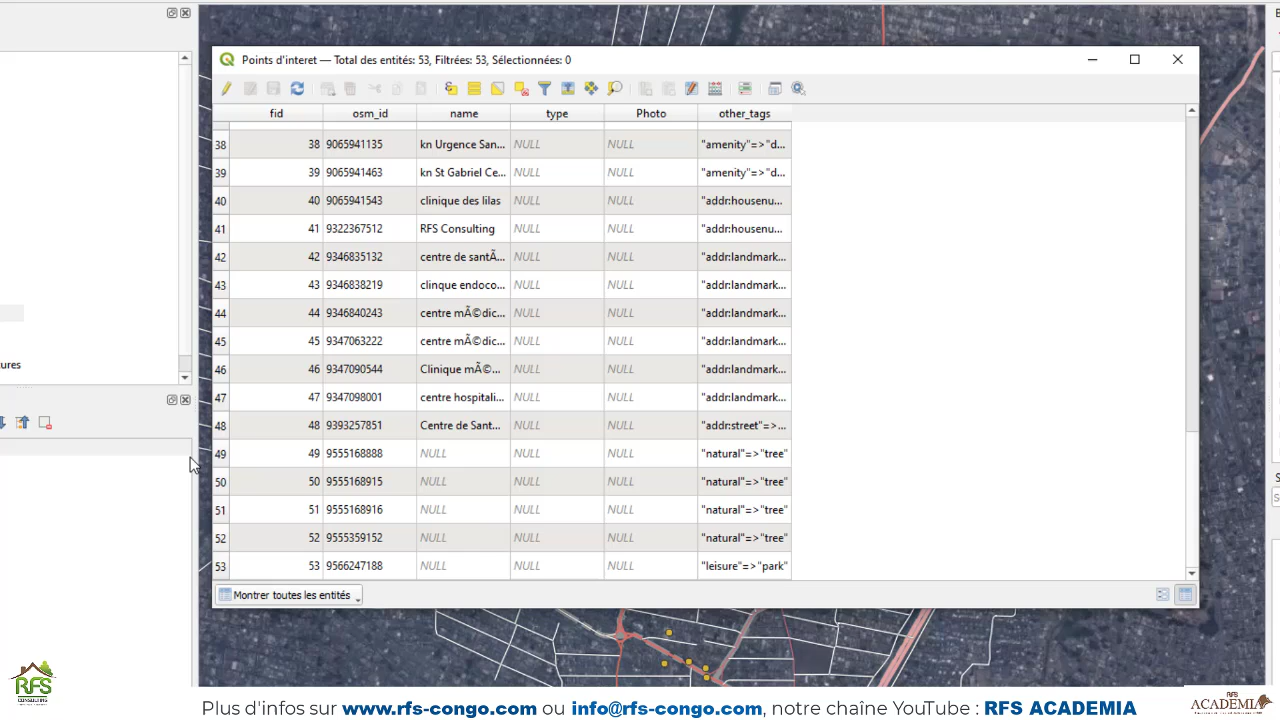 Points d'interet — Total des entités: 53, Filtrées: 53, Sélectionnées: 0
fid osm_id name type Photo other_tags
38 38 9065941135 kn Urgence San... NULL NULL "amenity"=>"d...
39 39 9065941463 kn St Gabriel Ce... NULL NULL "amenity"=>"d...
40 40 9065941543 clinique des lilas NULL NULL "addr:housenu...
41 41 9322367512 RFS Consulting NULL NULL "addr:housenu...
42 42 9346835132 centre de santÃ... NULL NULL "addr:landmark...
43 43 9346838219 clinque endoco... NULL NULL "addr:landmark...
44 44 9346840243 centre mÃ©dic... NULL NULL "addr:landmark...
45 45 9347063222 centre mÃ©dic... NULL NULL "addr:landmark...
46 46 9347090544 Clinique mÃ©... NULL NULL "addr:landmark...
47 47 9347098001 centre hospitali... NULL NULL "addr:landmark...
48 48 9393257851 Centre de Sant... NULL NULL "addr:street"=>...
49 49 9555168888 NULL NULL NULL "natural"=>"tree"
50 50 9555168915 NULL NULL NULL "natural"=>"tree"
51 51 9555168916 NULL NULL NULL "natural"=>"tree"
52 52 9555359152 NULL NULL NULL "natural"=>"tree"
53 53 9566247188 NULL NULL NULL "leisure"=>"park"
ures
Montrer toutes les entités
RFS
CONSULTING
Plus d'infos sur www.rfs-congo.com ou info@rfs-congo.com, notre chaîne YouTube : RFS ACADEMIA
RFS
ACADEMIA